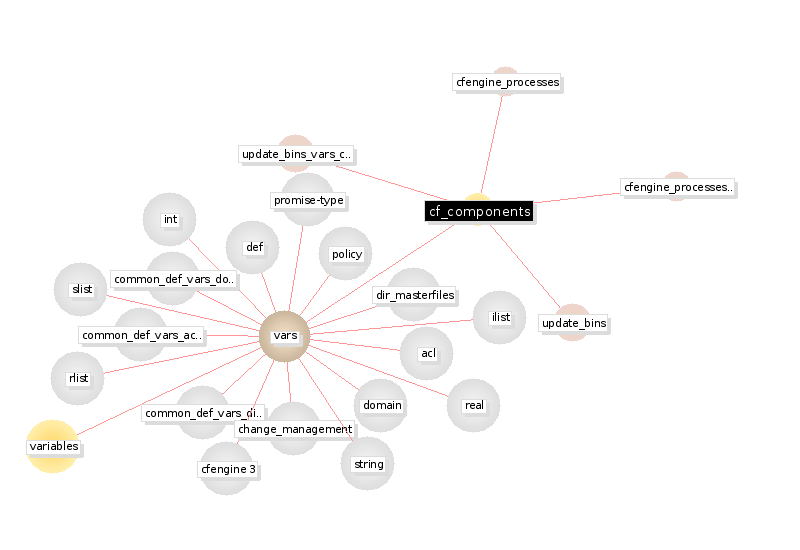 cfengine_processes
update_bins_vars_c..
cfengine_processes..
promise-type
cf_components
int
def
policy
common_def_vars_do..
slist
dir_masterfiles
ilist
update_bins
common_def_vars_ac..
vars
acl
rlist
domain
real
common_def_vars_di..
change_management
variables
cfengine 3
string